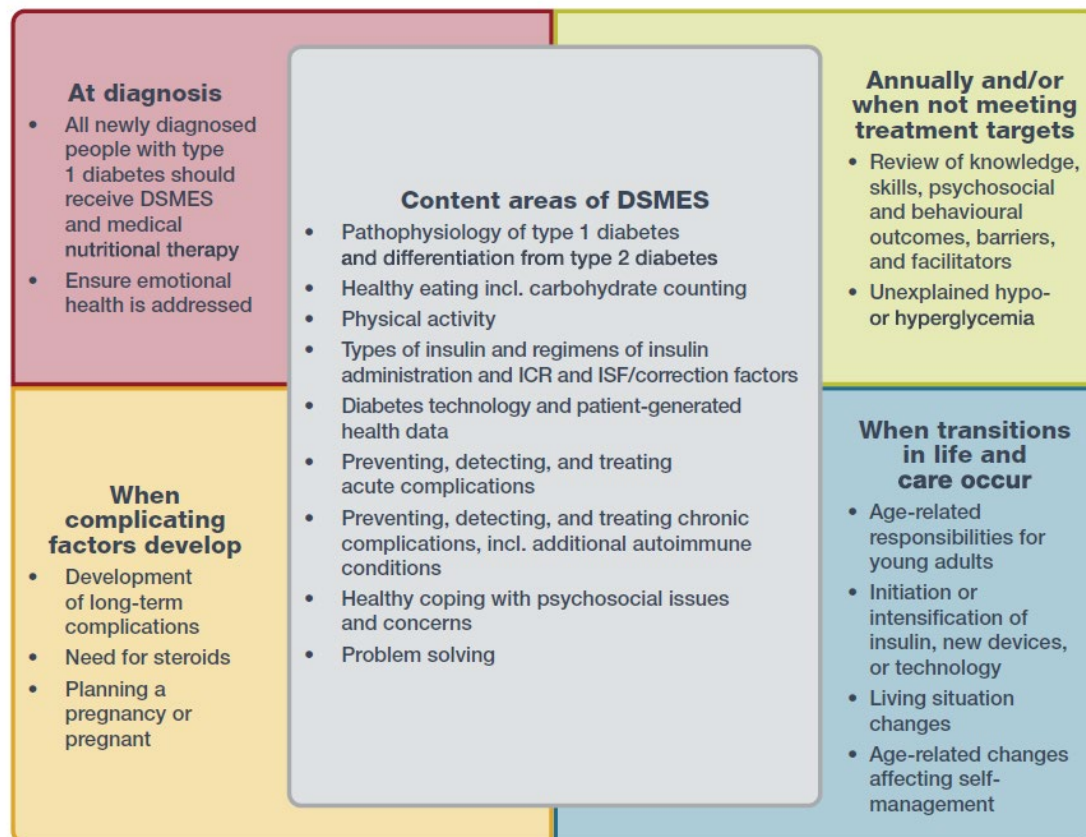 At diagnosis
• All newly diagnosed
people with type
1 diabetes should
receive DSMES
and medical
nutritional therapy
• Ensure emotional
health is addressed
Content areas of DSMES
• Pathophysiology of type 1 diabetes
and differentiation from type 2 diabetes
• Healthy eating incl. carbohydrate counting
• Physical activity
• Types of insulin and regimens of insulin
administration and ICR and ISF/correction factors
• Diabetes technology and patient-generated
health data
• Preventing, detecting, and treating
acute complications
• Preventing, detecting, and treating chronic
complications, incl. additional autoimmune
conditions
• Healthy coping with psychosocial issues
and concerns
• Problem solving
Annually and/or
when not meeting
treatment targets
• Review of knowledge,
skills, psychosocial
and behavioural
outcomes, barriers,
and facilitators
• Unexplained hypo-
or hyperglycemia
When
complicating
factors develop
• Development
of long-term
complications
• Need for steroids
• Planning a
pregnancy or
pregnant
When transitions
in life and
care occur
• Age-related
responsibilities for
young adults
• Initiation or
intensification of
insulin, new devices,
or technology
• Living situation
changes
• Age-related changes
affecting self-
management